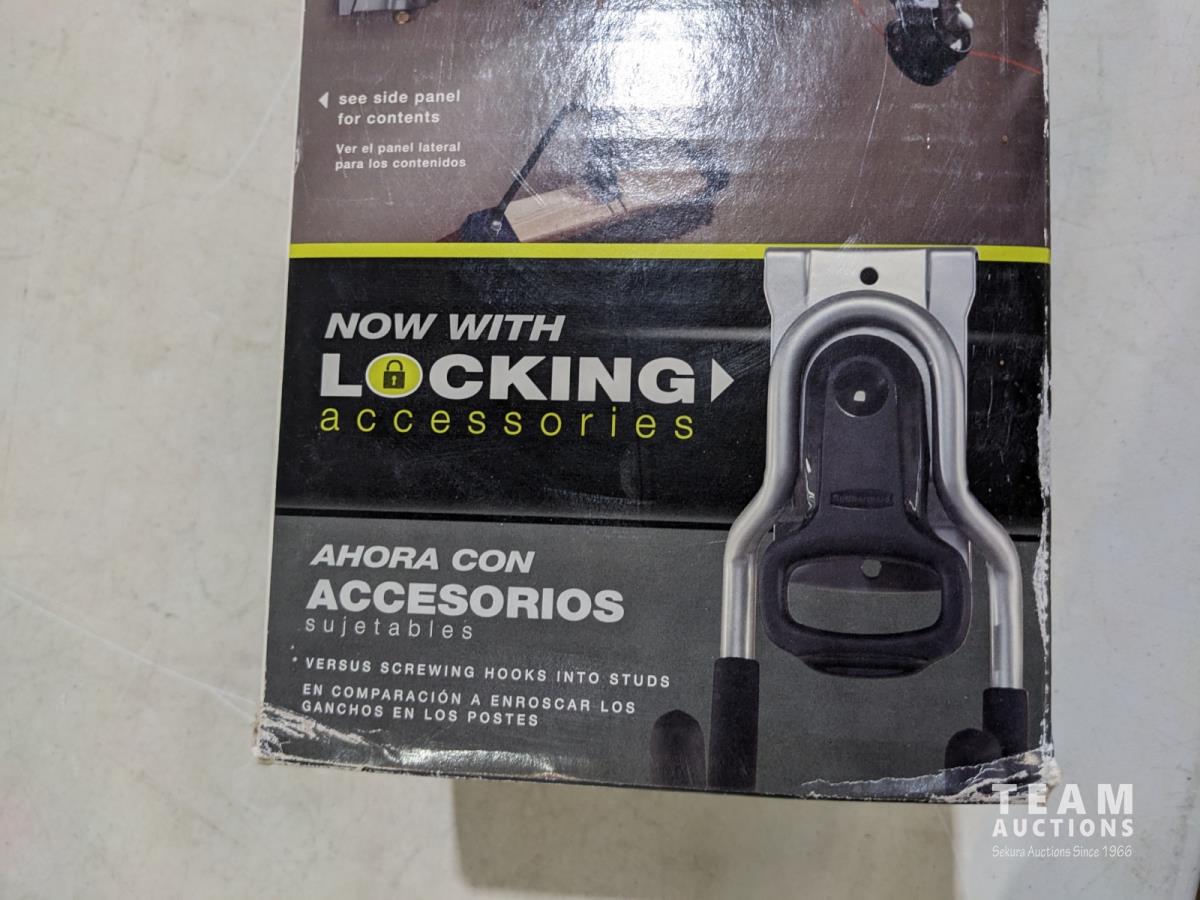 see side panel
for contents
Ver el panel lateral
para los contenidos
NOW WITH
LOCKING
accessories
Rubbermaid
AHORA CON
ACCESORIOS
sujetables
* VERSUS SCREWING HOOKS INTO STUDS
EN COMPARACIÓN A ENROSCAR LOS
GANCHOS EN LOS POSTES
TEAM
AUCTIONS
Sekura Auctions Since 1966